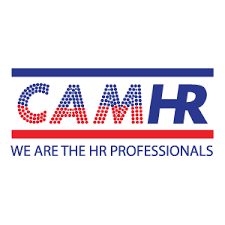 CAMHR
WE ARE THE HR PROFESSIONALS